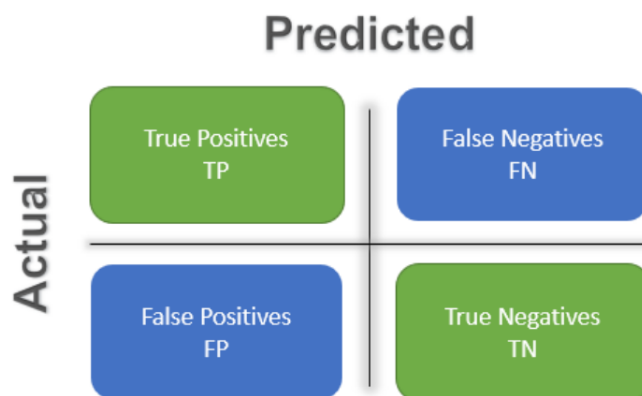 Predicted
Actual
True Positives
TP
False Negatives
FN
False Positives
FP
True Negatives
TN